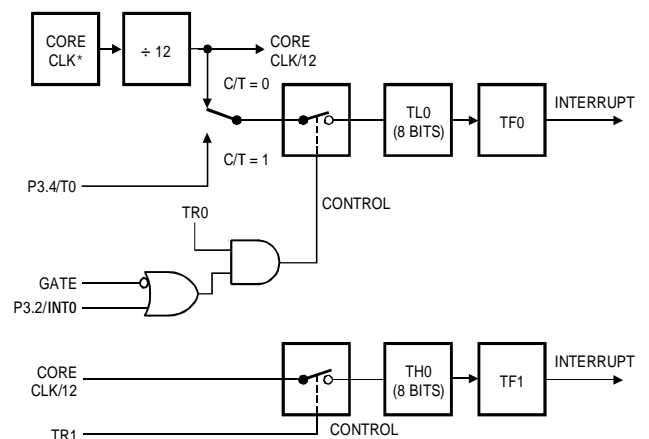 CORE
CLK*
÷ 12
CORE
CLK/12
C/T = 0
TL0
(8 BITS)
TF0
INTERRUPT
C/T = 1
P3.4/T0
CONTROL
TR0
GATE
P3.2/INT0
CORE
CLK/12
TH0
(8 BITS)
TF1
INTERRUPT
TR1
CONTROL